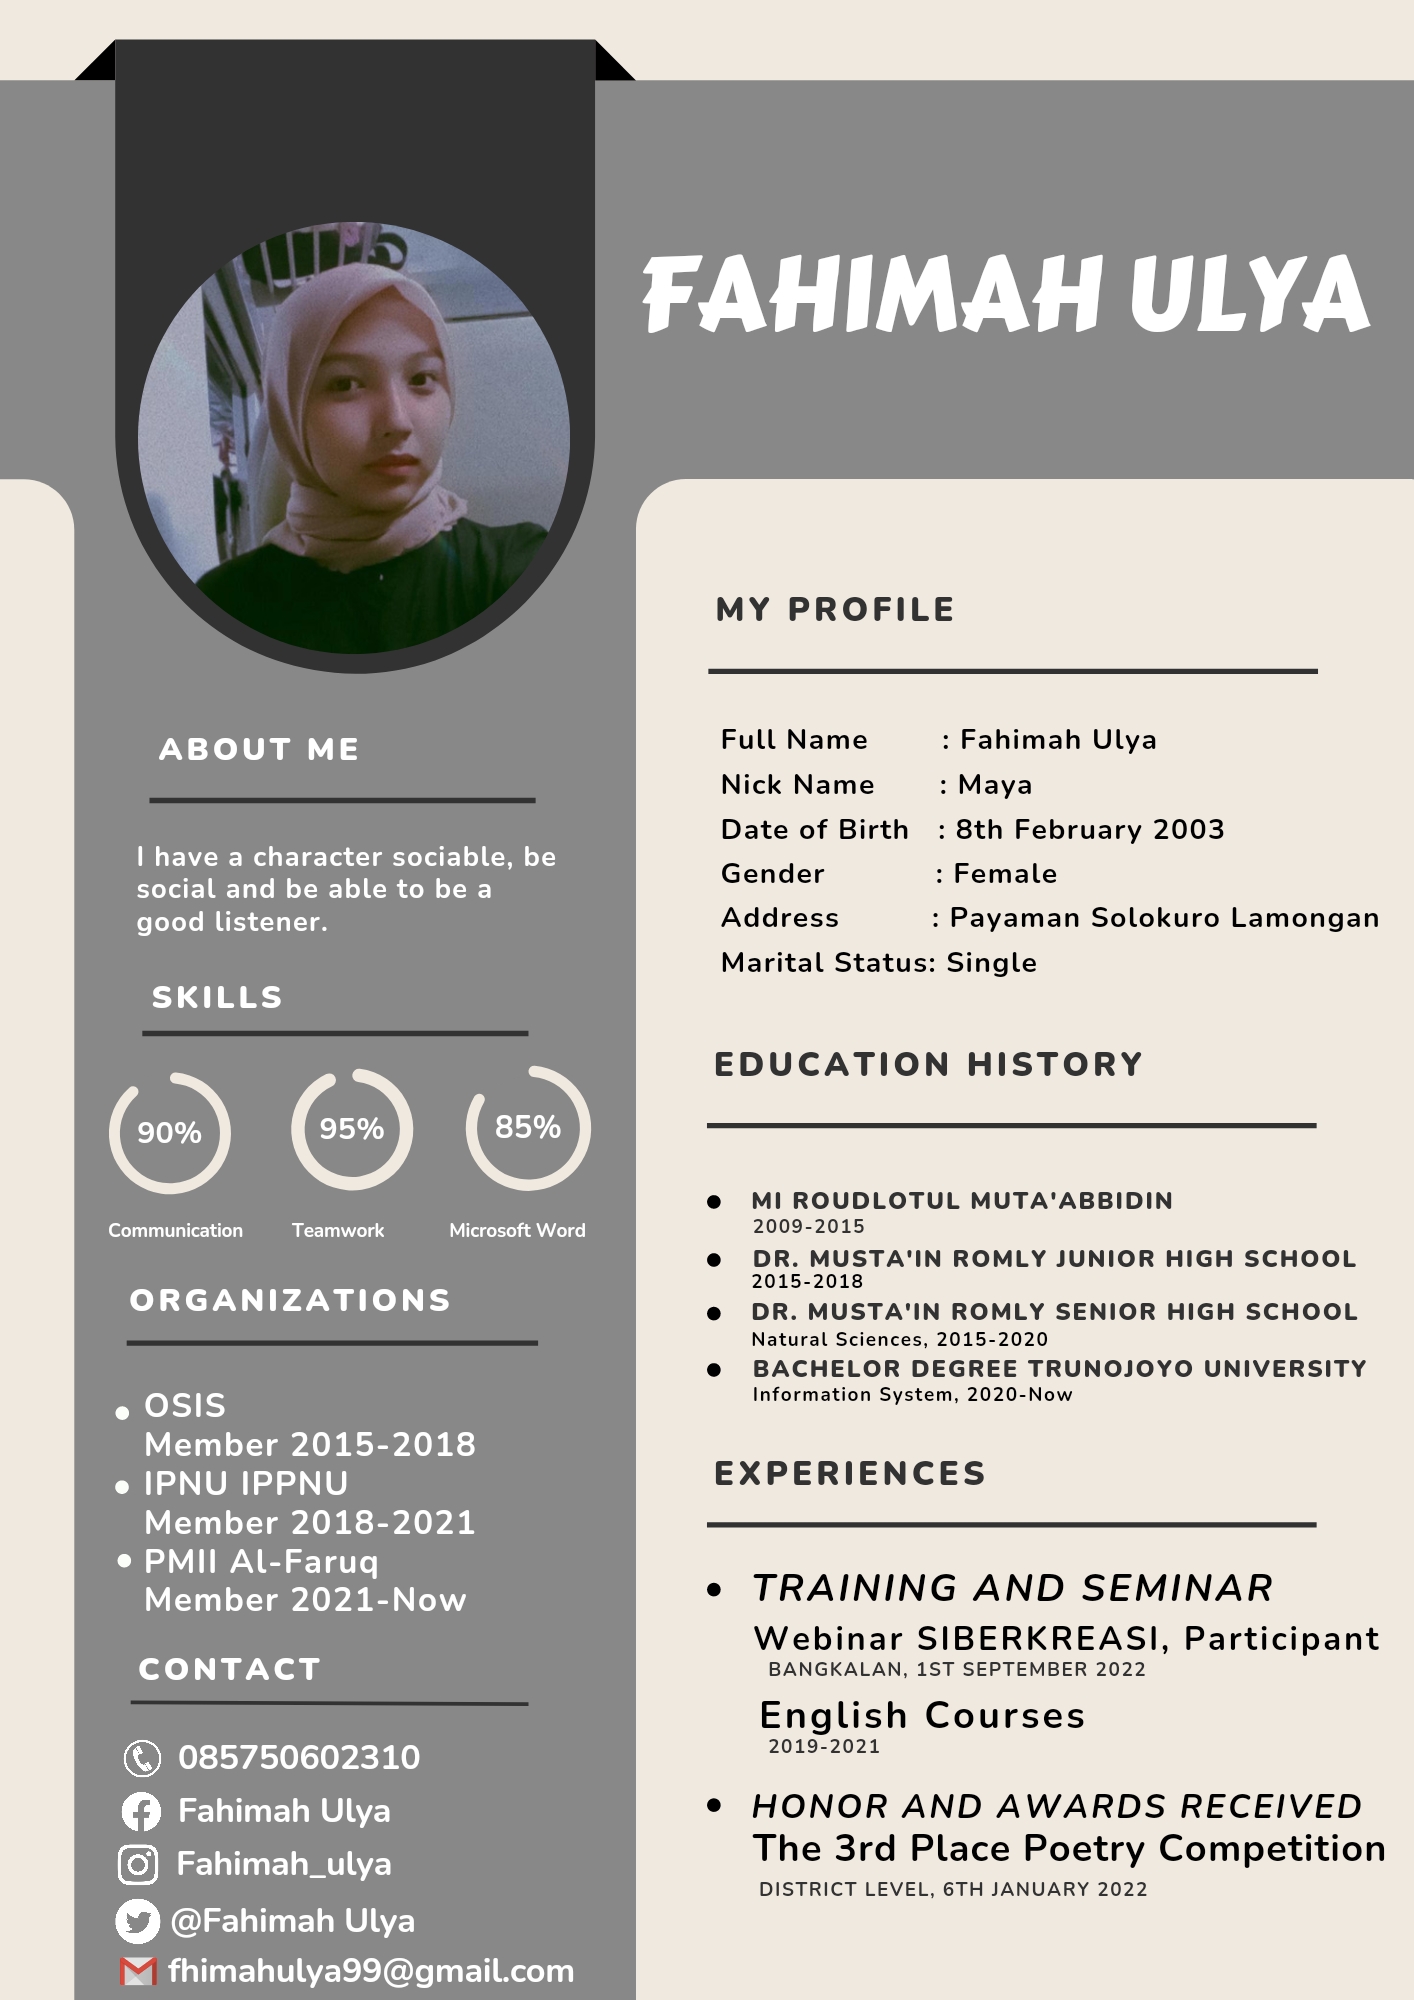 FAHIMAH ULYA
ABOUT ME
I have a character sociable, be
social and be able to be a
good listener.
SKILLS
90% 95% 85%
Communication Teamwork Microsoft Word
ORGANIZATIONS
OSIS
Member 2015-2018
IPNU IPPNU
Member 2018-2021
PMII Al-Faruq
Member 2021-Now
CONTACT
085750602310
Fahimah Ulya
Fahimah_ulya
@Fahimah Ulya
fhimahulya99@gmail.com
MY PROFILE
Full Name : Fahimah Ulya
Nick Name : Maya
Date of Birth : 8th February 2003
Gender : Female
Address : Payaman Solokuro Lamongan
Marital Status: Single
EDUCATION HISTORY
MI ROUDLOTUL MUTA'ABBIDIN
2009-2015
DR. MUSTA'IN ROMLY JUNIOR HIGH SCHOOL
2015-2018
DR. MUSTA'IN ROMLY SENIOR HIGH SCHOOL
Natural Sciences, 2015-2020
BACHELOR DEGREE TRUNOJOYO UNIVERSITY
Information System, 2020-Now
EXPERIENCES
TRAINING AND SEMINAR
Webinar SIBERKREASI, Participant
BANGKALAN, 1ST SEPTEMBER 2022
English Courses
2019-2021
HONOR AND AWARDS RECEIVED
The 3rd Place Poetry Competition
DISTRICT LEVEL, 6TH JANUARY 2022